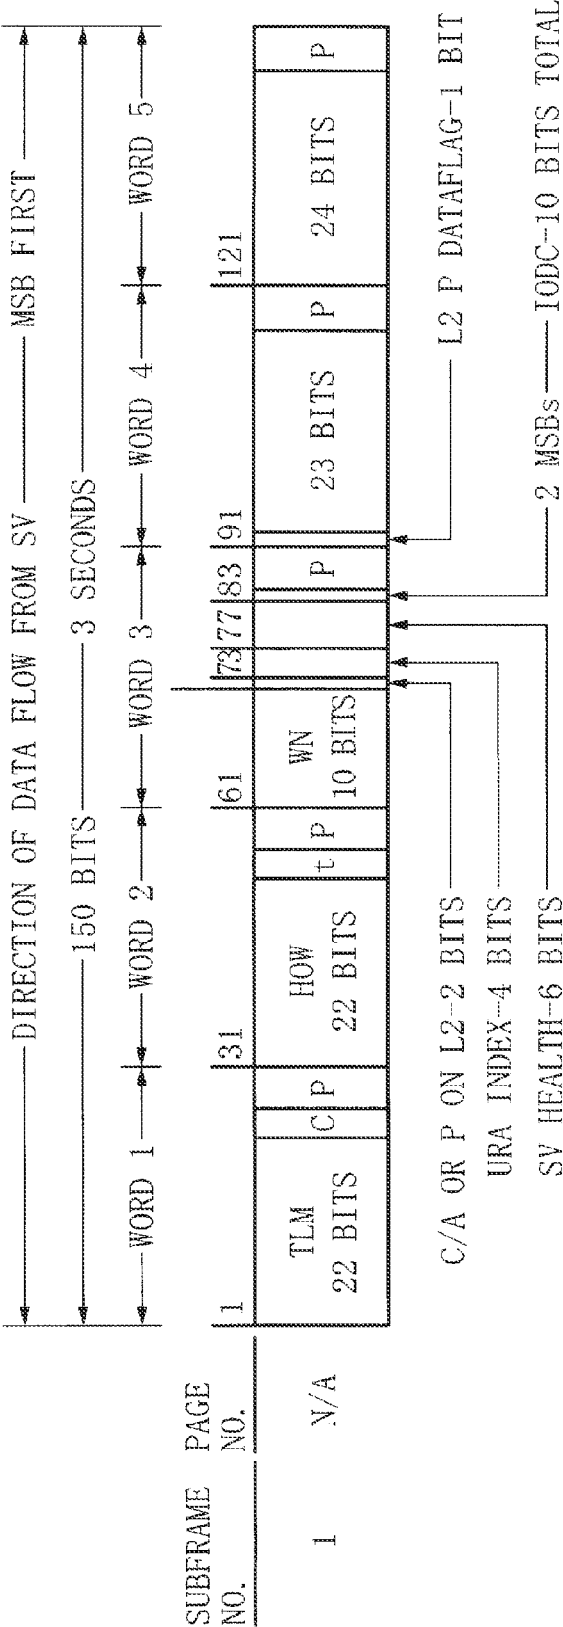 DIRECTION OF DATA FLOW FROM SV MSB FIRST
150 BITS 3 SECONDS
WORD 1 WORD 2 WORD 3 WORD 4 WORD 5
SUBFRAME NO. PAGE NO.
1 31 61 73 77 83 91 121
1 N/A
TLM 22 BITS
C P
HOW 22 BITS
t P
WN 10 BITS
P
23 BITS
P
24 BITS
P
C/A OR P ON L2-2 BITS
L2 P DATAFLAG-1 BIT
URA INDEX-4 BITS
SV HEALTH-6 BITS
2 MSBs IODC-10 BITS TOTAL